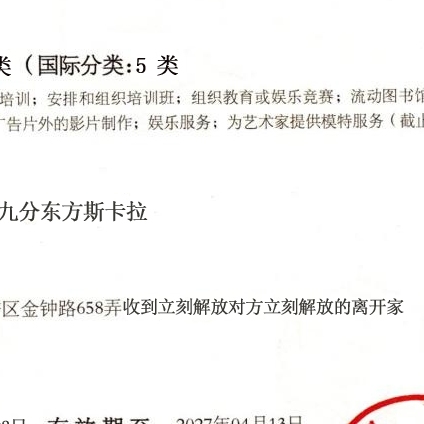 类（国际分类:5 类
培训；安排和组织培训班；组织教育或娱乐竞赛；流动图书馆
广告片外的影片制作；娱乐服务；为艺术家提供模特服务（截止
九分东方斯卡拉
区金钟路658弄收到立刻解放对方立刻解放的离开家
日 有效期至 2027年04月13日